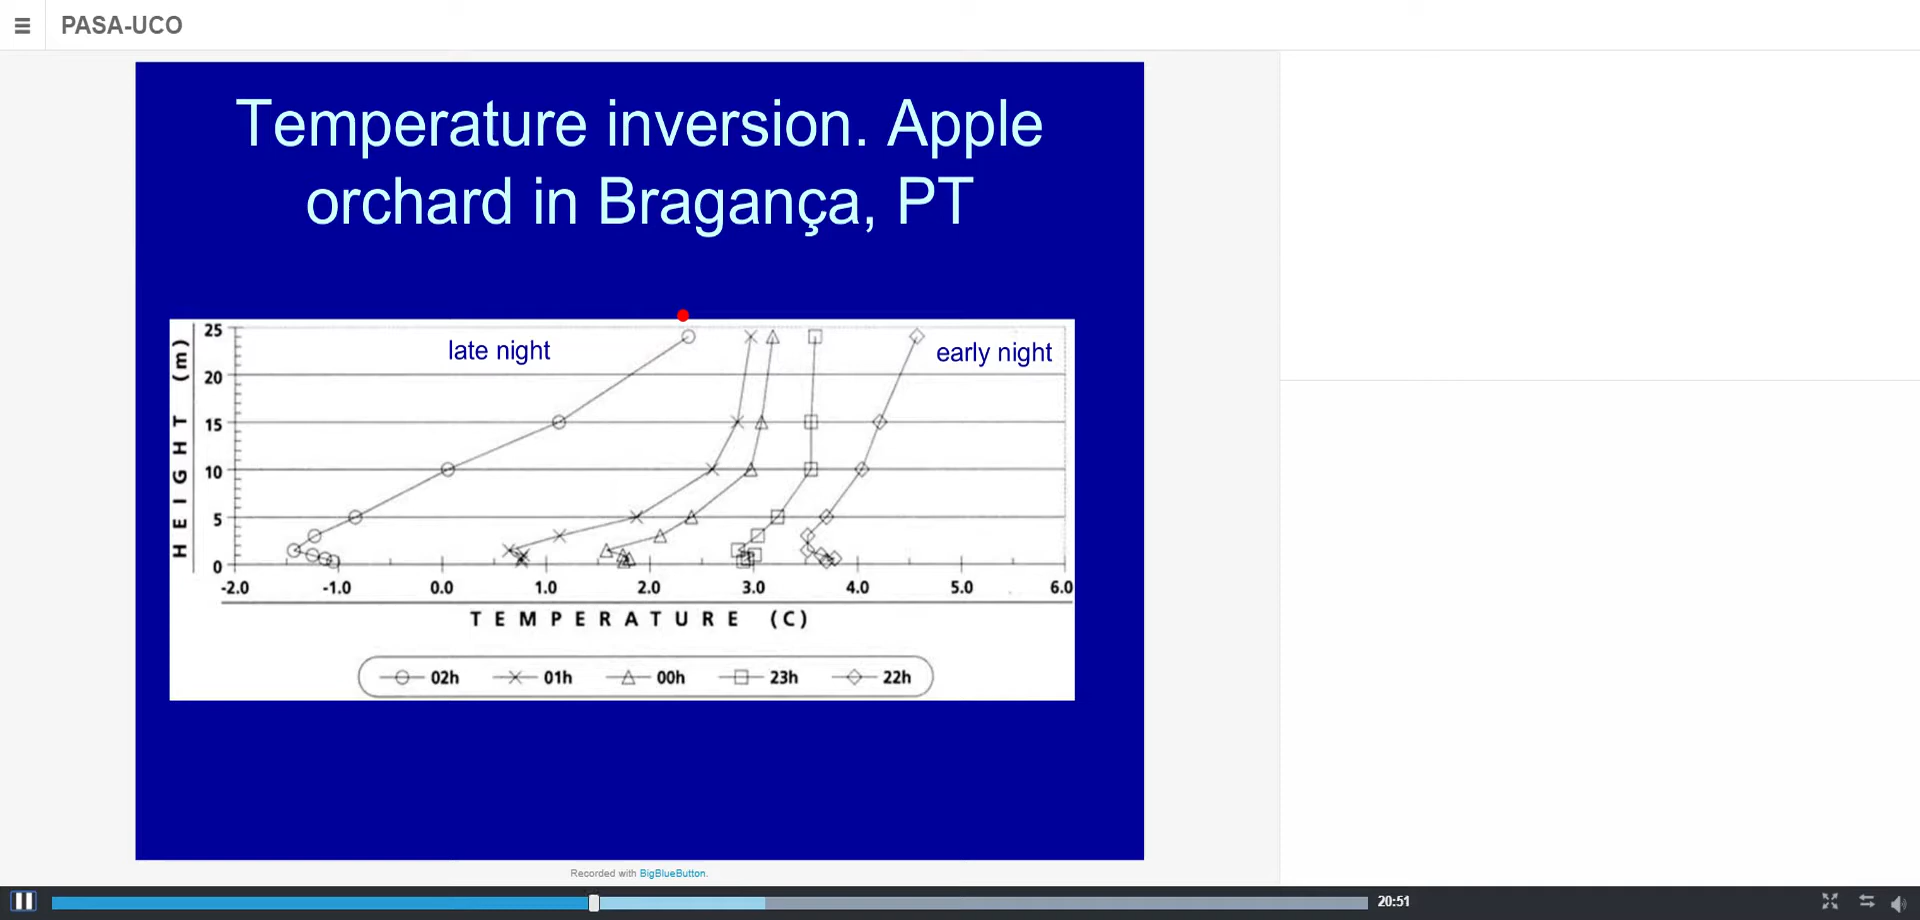 PASA-UCO
Temperature inversion. Apple
orchard in Bragança, PT
late night
early night
HEIGHT (m)
25
20
15
10
5
0
-2.0 -1.0 0.0 1.0 2.0 3.0 4.0 5.0 6.0
TEMPERATURE (C)
02h 01h 00h 23h 22h
Recorded with BigBlueButton.
20:51